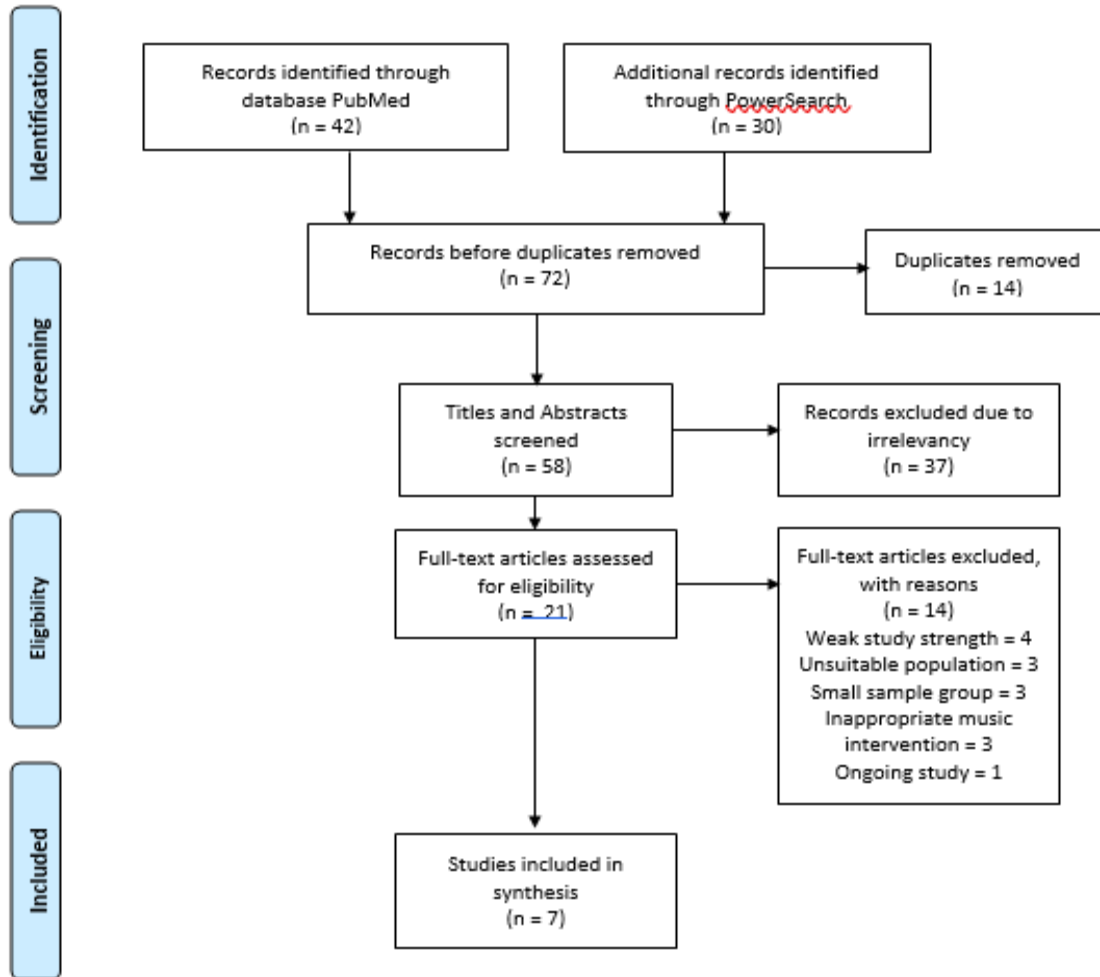 Identification
Records identified through
database PubMed
(n = 42)
Additional records identified
through PowerSearch
(n = 30)
Records before duplicates removed
(n = 72)
Duplicates removed
(n = 14)
Screening
Titles and Abstracts
screened
(n = 58)
Records excluded due to
irrelevancy
(n = 37)
Eligibility
Full-text articles assessed
for eligibility
(n = 21)
Full-text articles excluded,
with reasons
(n = 14)
Weak study strength = 4
Unsuitable population = 3
Small sample group = 3
Inappropriate music
intervention = 3
Ongoing study = 1
Included
Studies included in
synthesis
(n = 7)